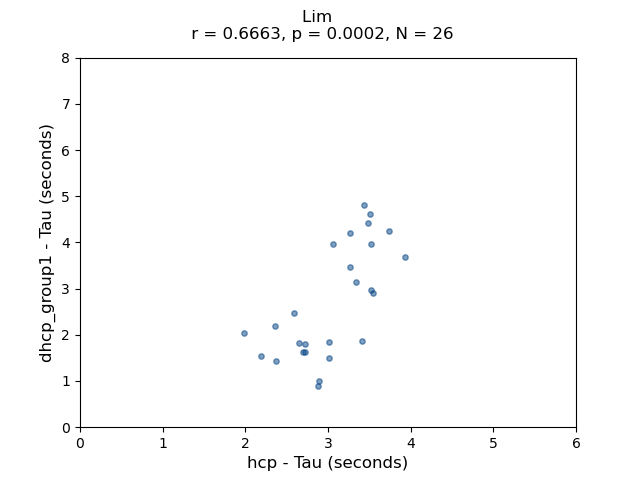 Lim
r = 0.6663, p = 0.0002, N = 26
8
7
6
5
4
3
2
1
0
dhcp_group1 - Tau (seconds)
0 1 2 3 4 5 6
hcp - Tau (seconds)